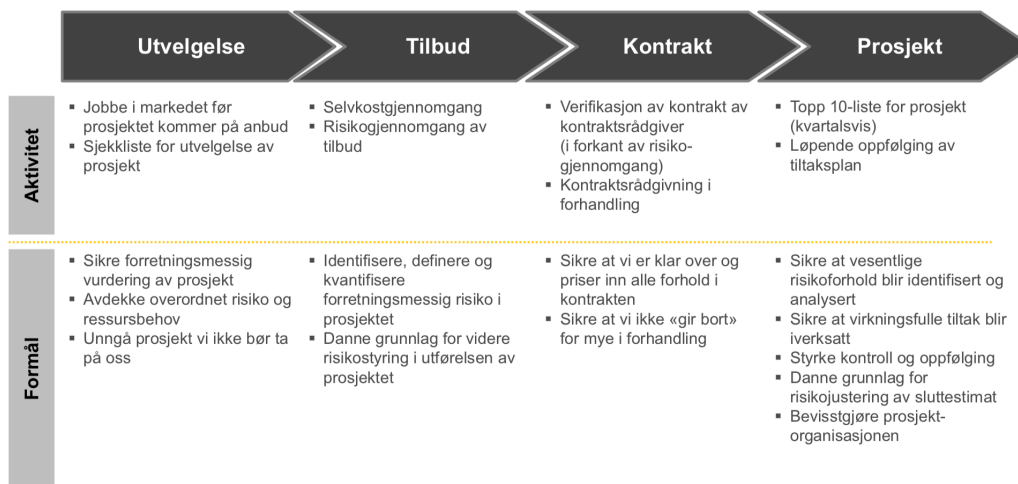 Utvelgelse
Tilbud
Kontrakt
Prosjekt
Aktivitet
▪ Jobbe i markedet før
prosjektet kommer på anbud
▪ Sjekkliste for utvelgelse av
prosjekt
▪ Selvkostgjennomgang
▪ Risikogjennomgang av
tilbud
▪ Verifikasjon av kontrakt av
kontraktsrådgiver
(i forkant av risiko-
gjennomgang)
▪ Kontraktsrådgivning i
forhandling
▪ Topp 10-liste for prosjekt
(kvartalsvis)
▪ Løpende oppfølging av
tiltaksplan
Formål
▪ Sikre forretningsmessig
vurdering av prosjekt
▪ Avdekke overordnet risiko og
ressursbehov
▪ Unngå prosjekt vi ikke bør ta
på oss
▪ Identifisere, definere og
kvantifisere
forretningsmessig risiko i
prosjektet
▪ Danne grunnlag for videre
risikostyring i utførelsen av
prosjektet
▪ Sikre at vi er klar over og
priser inn alle forhold i
kontrakten
▪ Sikre at vi ikke «gir bort»
for mye i forhandling
▪ Sikre at vesentlige
risikoforhold blir identifisert og
analysert
▪ Sikre at virkningsfulle tiltak blir
iverksatt
▪ Styrke kontroll og oppfølging
▪ Danne grunnlag for
risikojustering av sluttestimat
▪ Bevisstgjøre prosjekt-
organisasjonen